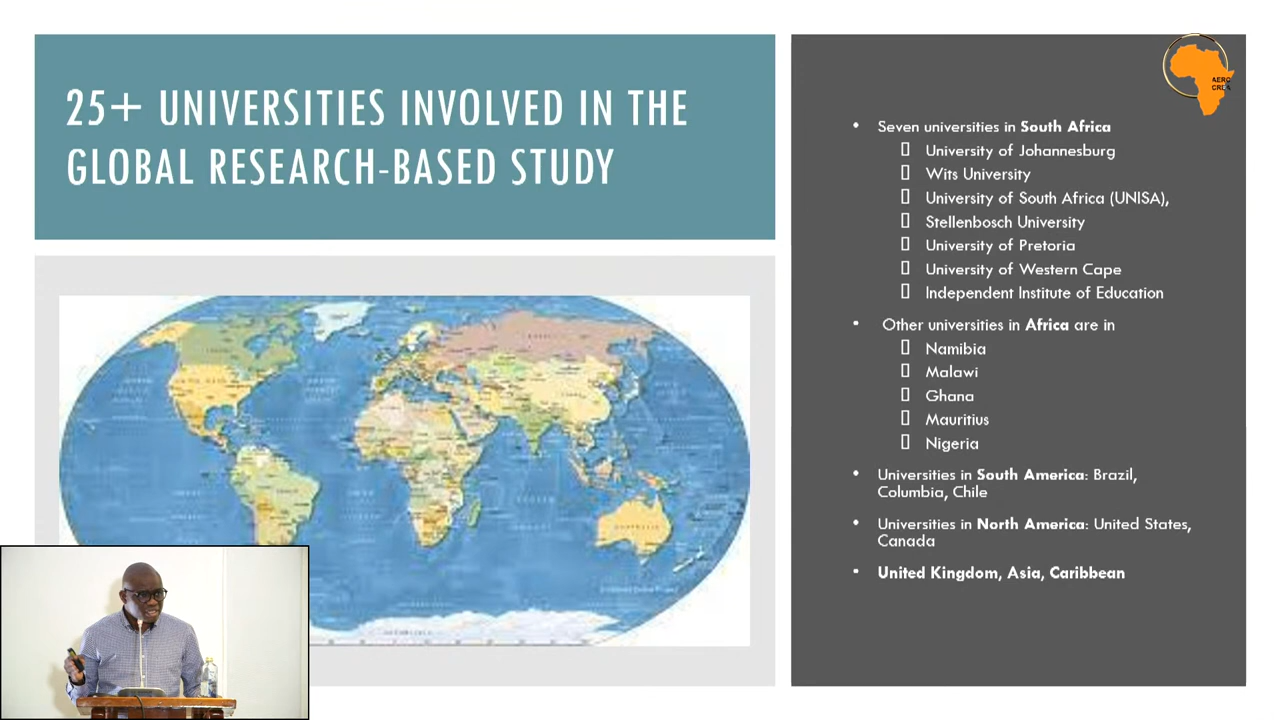 25+ UNIVERSITIES INVOLVED IN THE
GLOBAL RESEARCH-BASED STUDY
AERC
• Seven universities in South Africa
University of Johannesburg
Wits University
University of South Africa (UNISA),
Stellenbosch University
University of Pretoria
University of Western Cape
Independent Institute of Education
• Other universities in Africa are in
Namibia
Malawi
Ghana
Mauritius
Nigeria
• Universities in South America: Brazil,
Columbia, Chile
• Universities in North America: United States,
Canada
• United Kingdom, Asia, Caribbean
AUSTRALIA